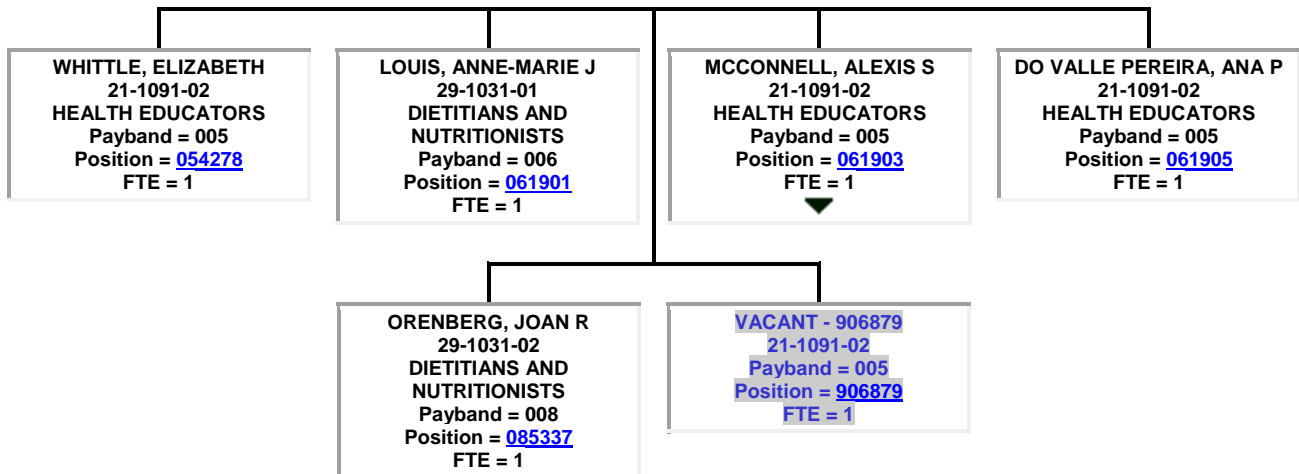 WHITTLE, ELIZABETH
21-1091-02
HEALTH EDUCATORS
Payband = 005
Position = 054278
FTE = 1
LOUIS, ANNE-MARIE J
29-1031-01
DIETITIANS AND
NUTRITIONISTS
Payband = 006
Position = 061901
FTE = 1
MCCONNELL, ALEXIS S
21-1091-02
HEALTH EDUCATORS
Payband = 005
Position = 061903
FTE = 1
DO VALLE PEREIRA, ANA P
21-1091-02
HEALTH EDUCATORS
Payband = 005
Position = 061905
FTE = 1
ORENBERG, JOAN R
29-1031-02
DIETITIANS AND
NUTRITIONISTS
Payband = 008
Position = 085337
FTE = 1
VACANT - 906879
21-1091-02
Payband = 005
Position = 906879
FTE = 1